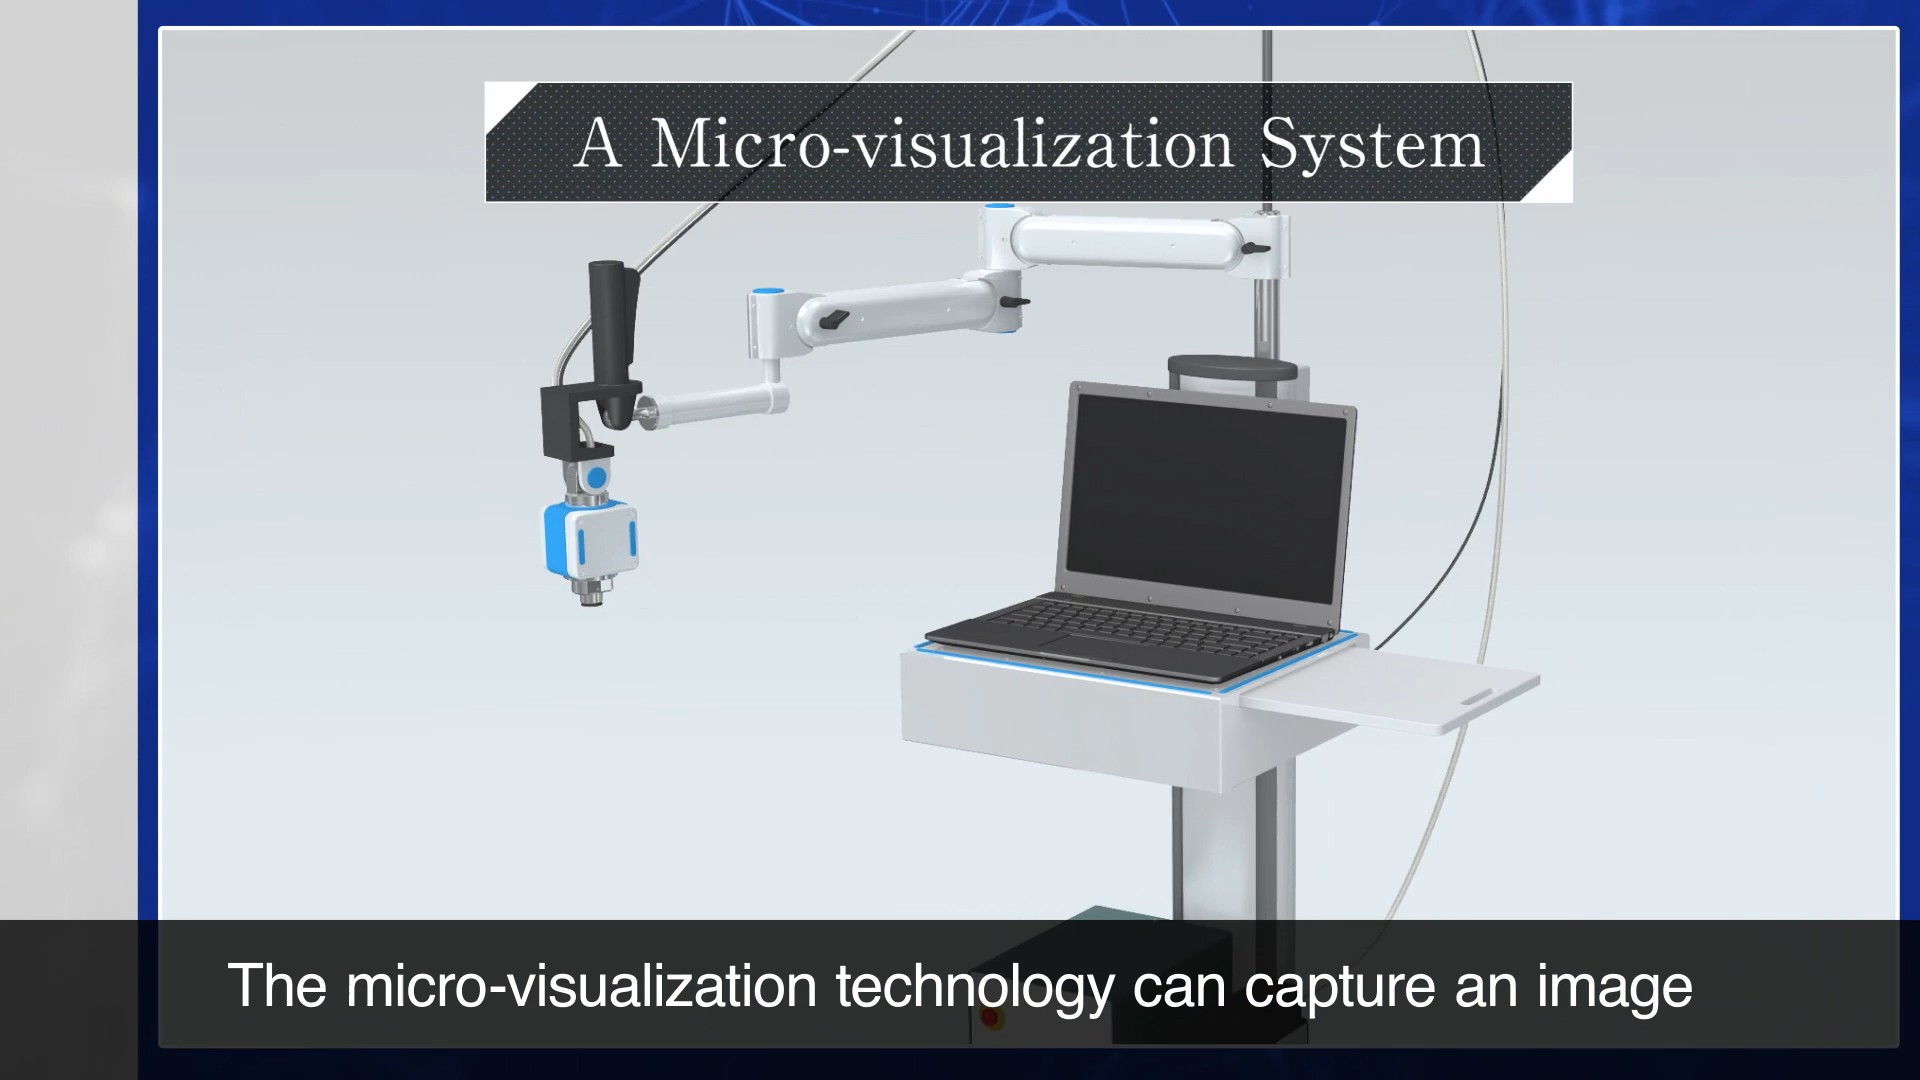 A Micro-visualization System
The micro-visualization technology can capture an image